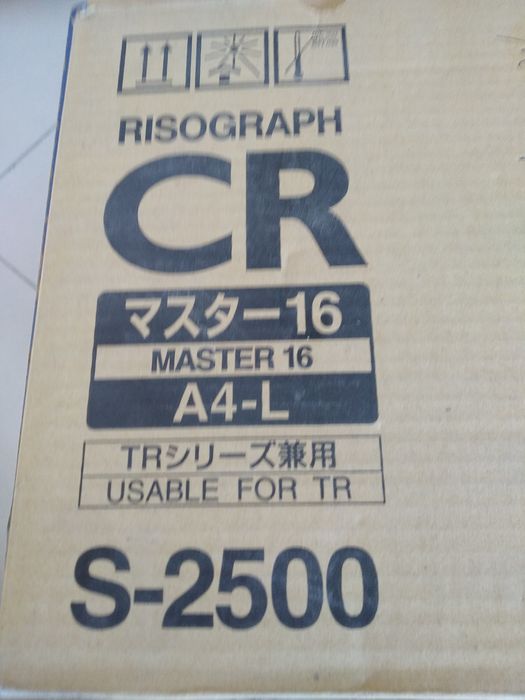 RISOGRAPH
CR
マスター16
MASTER 16
A4-L
TRシリーズ兼用
USABLE FOR TR
S-2500